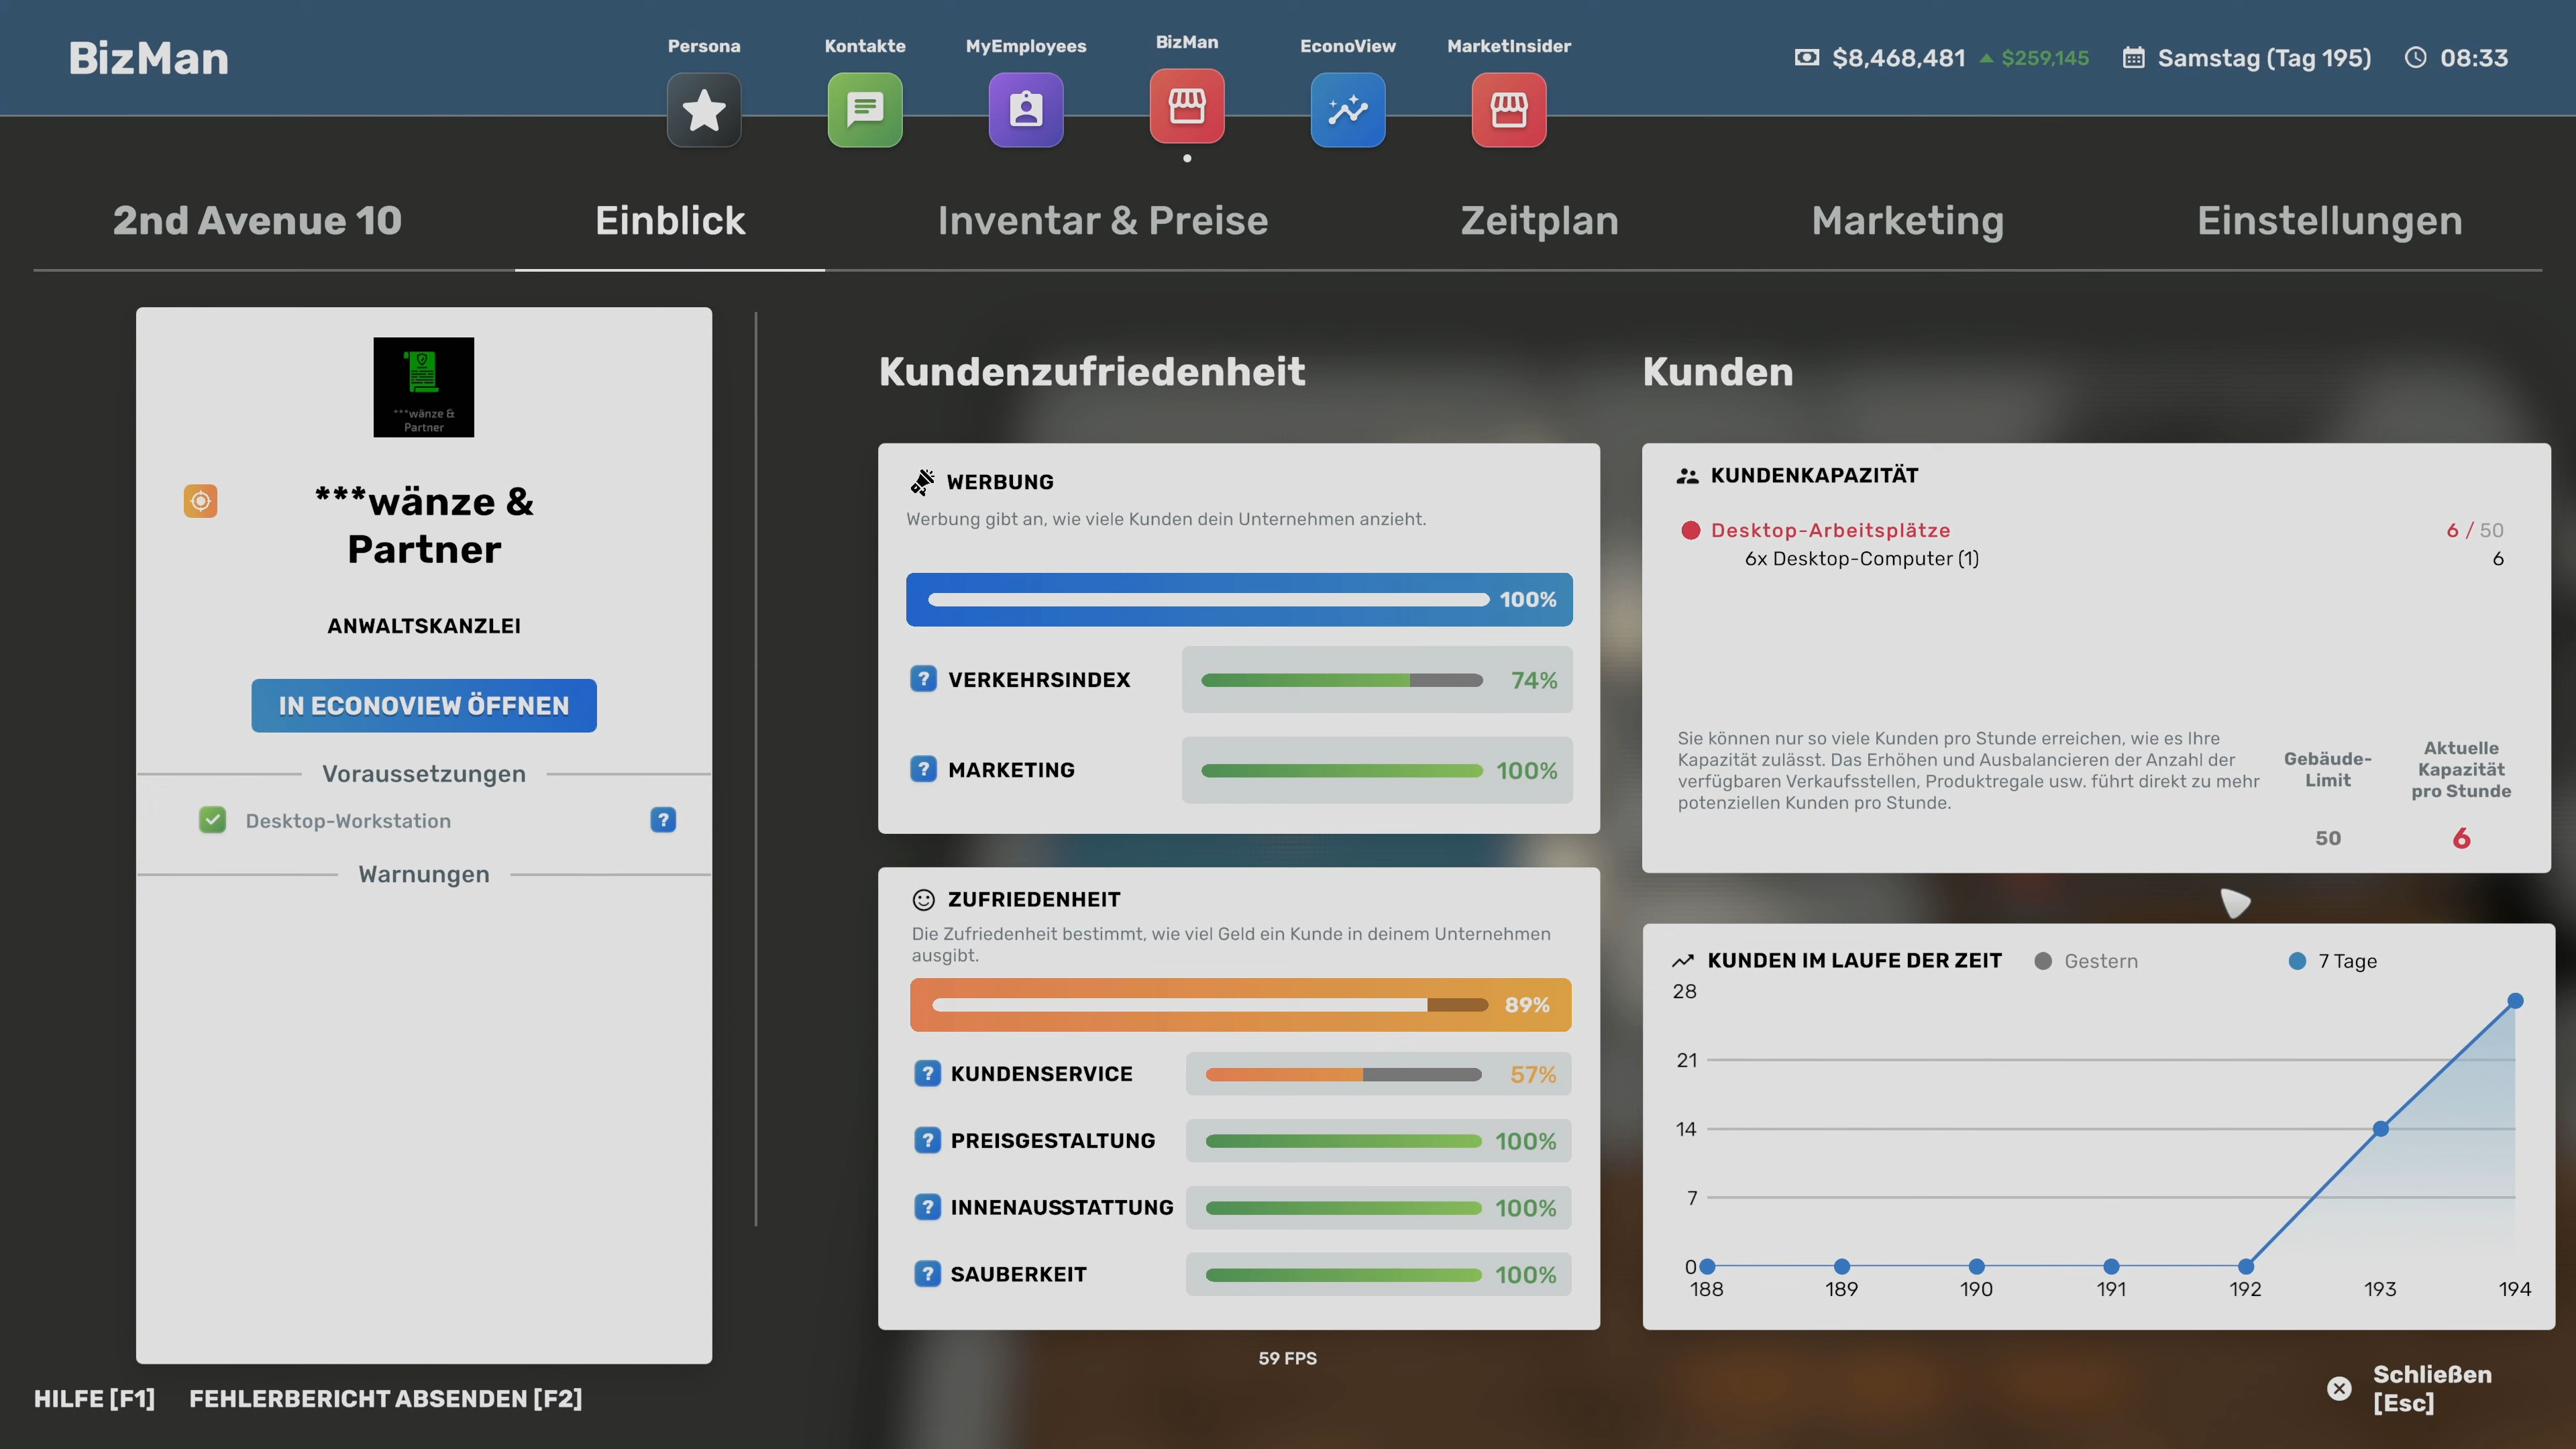 BizMan
Persona
Kontakte
MyEmployees
BizMan
EconoView
MarketInsider
$8,468,481
$259,145
Samstag (Tag 195)
08:33
2nd Avenue 10
Einblick
Inventar & Preise
Zeitplan
Marketing
Einstellungen
***wänze &
Partner
***wänze &
Partner
ANWALTSKANZLEI
IN ECONOVIEW ÖFFNEN
Voraussetzungen
Desktop-Workstation
?
Warnungen
Kundenzufriedenheit
WERBUNG
Werbung gibt an, wie viele Kunden dein Unternehmen anzieht.
100%
? VERKEHRSINDEX 74%
? MARKETING 100%
ZUFRIEDENHEIT
Die Zufriedenheit bestimmt, wie viel Geld ein Kunde in deinem Unternehmen
ausgibt.
89%
? KUNDENSERVICE 57%
? PREISGESTALTUNG 100%
? INNENAUSSTATTUNG 100%
? SAUBERKEIT 100%
Kunden
KUNDENKAPAZITÄT
Desktop-Arbeitsplätze 6 / 50
6x Desktop-Computer (1) 6
Sie können nur so viele Kunden pro Stunde erreichen, wie es Ihre
Kapazität zulässt. Das Erhöhen und Ausbalancieren der Anzahl der
verfügbaren Verkaufsstellen, Produktregale usw. führt direkt zu mehr
potenziellen Kunden pro Stunde.
Gebäude-
Limit
50
Aktuelle
Kapazität
pro Stunde
6
KUNDEN IM LAUFE DER ZEIT
Gestern
7 Tage
28
21
14
7
0
188 189 190 191 192 193 194
59 FPS
HILFE [F1]
FEHLERBERICHT ABSENDEN [F2]
Schließen
[Esc]